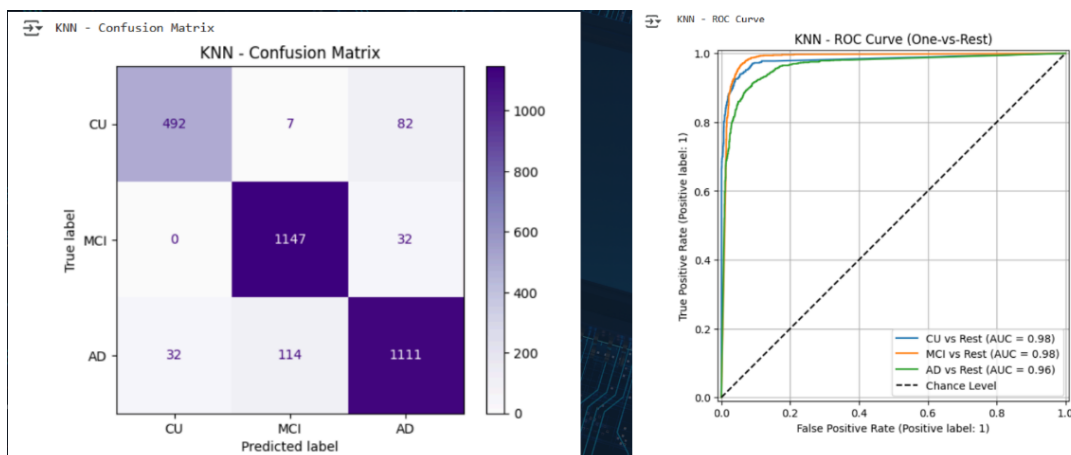 KNN - Confusion Matrix
KNN - Confusion Matrix
CU
492
7
82
MCI
0
1147
32
AD
32
114
1111
CU
MCI
AD
Predicted label
True label
1000
800
600
400
200
0
KNN - ROC Curve
KNN - ROC Curve (One-vs-Rest)
1.0
0.8
0.6
0.4
0.2
0.0
True Positive Rate (Positive label: 1)
CU vs Rest (AUC = 0.98)
MCI vs Rest (AUC = 0.98)
AD vs Rest (AUC = 0.96)
Chance Level
0.0
0.2
0.4
0.6
0.8
1.0
False Positive Rate (Positive label: 1)